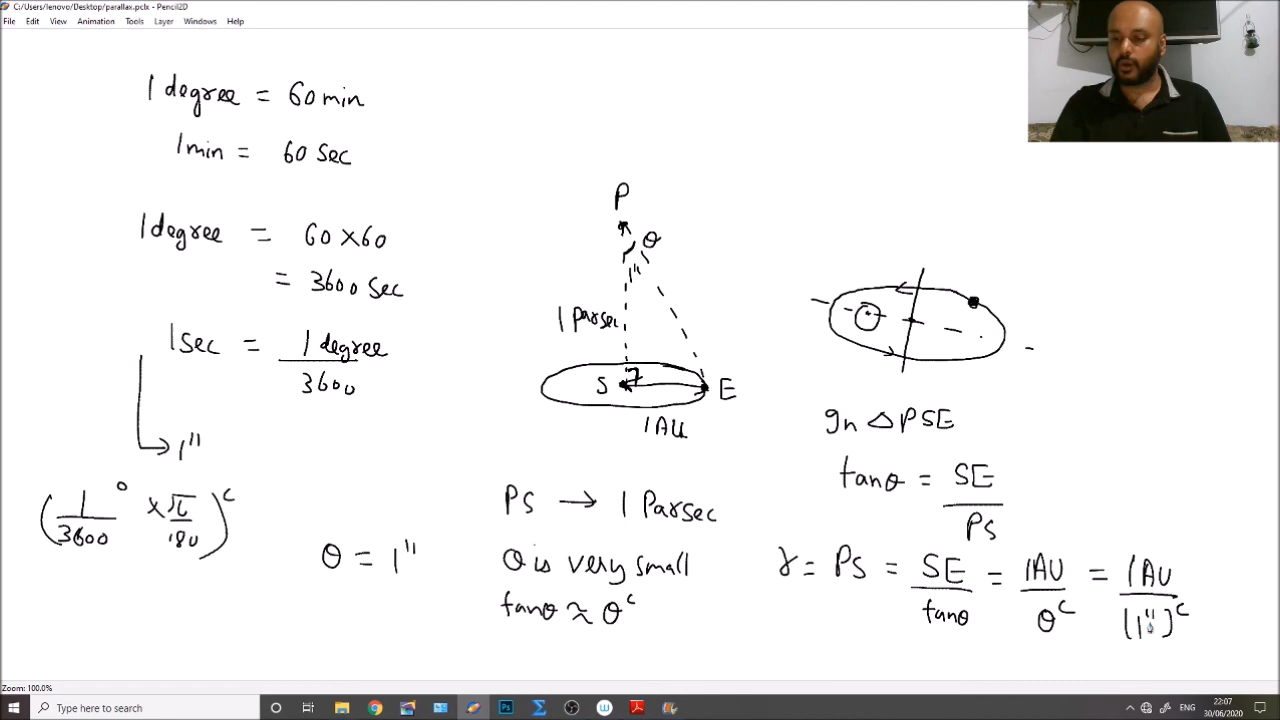 C:/Users/lenovo/Desktop/parallax.pclx - Pencil2D
File Edit View Animation Tools Layer Windows Help
1 degree = 60 min
1 min = 60 Sec
1 degree = 60 × 60
= 3600 Sec
1 Sec = 1 degree / 3600
1"
(1/3600 ° × π/180)ᶜ
θ = 1"
P
θ
1"
1 Parsec
S
E
1 AU
PS → 1 Parsec
θ is very small
tanθ ≈ θᶜ
In △ PSE
tanθ = SE / PS
r = PS = SE / tanθ = 1AU / θᶜ = 1AU / (1")ᶜ
Zoom: 100.0%
Type here to search
Ps
ENG
22:07
30/06/2020